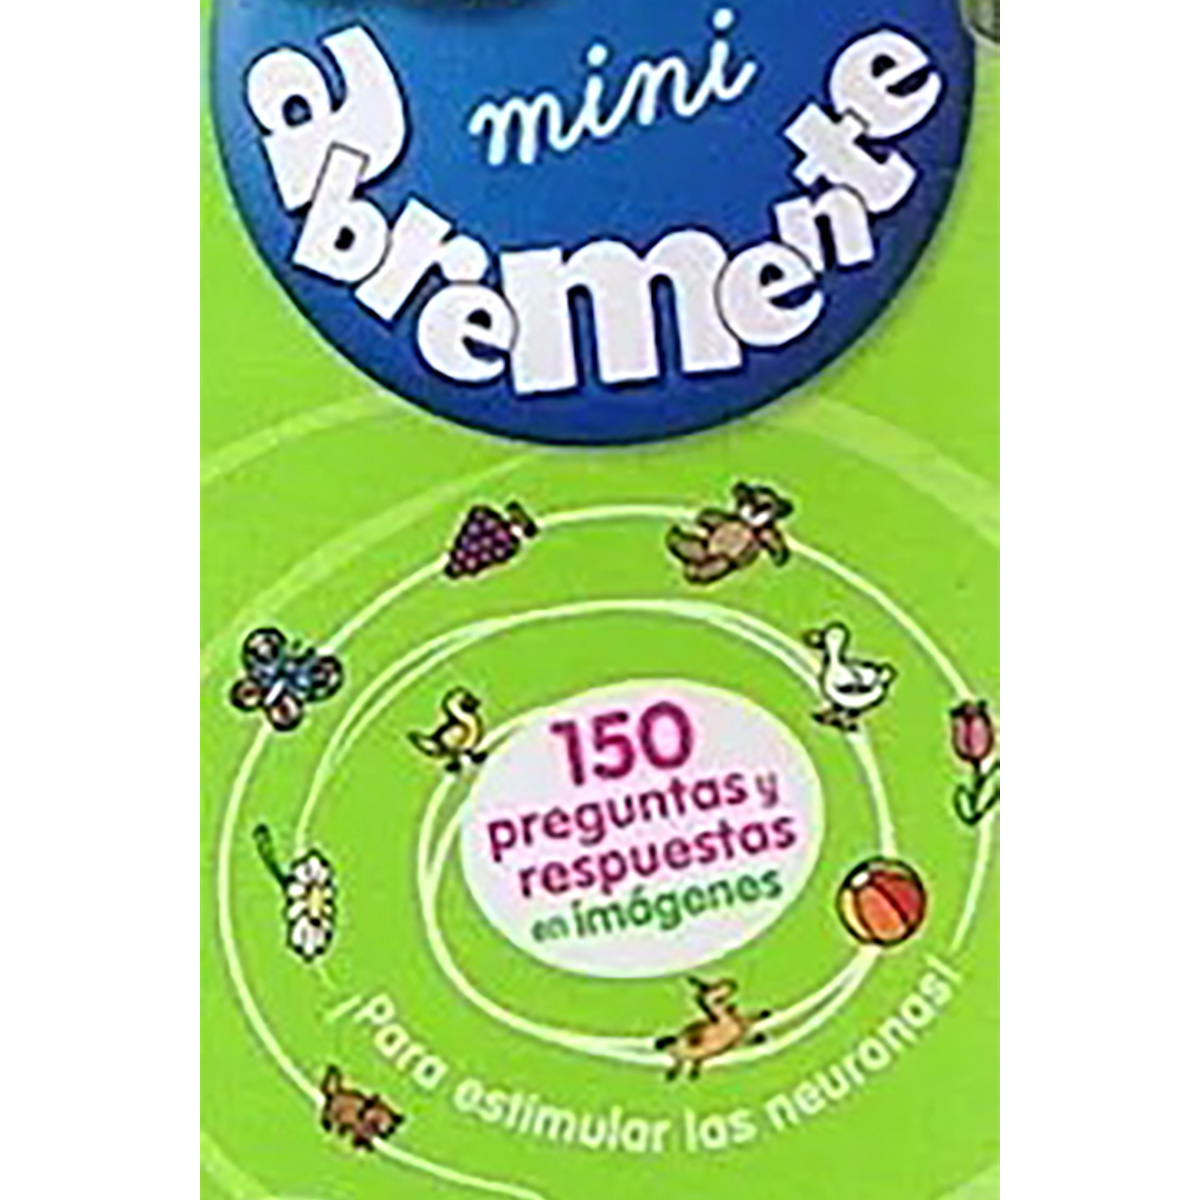 mini
abremente
150
preguntas y
respuestas
en imágenes
¡Para estimular las neuronas!